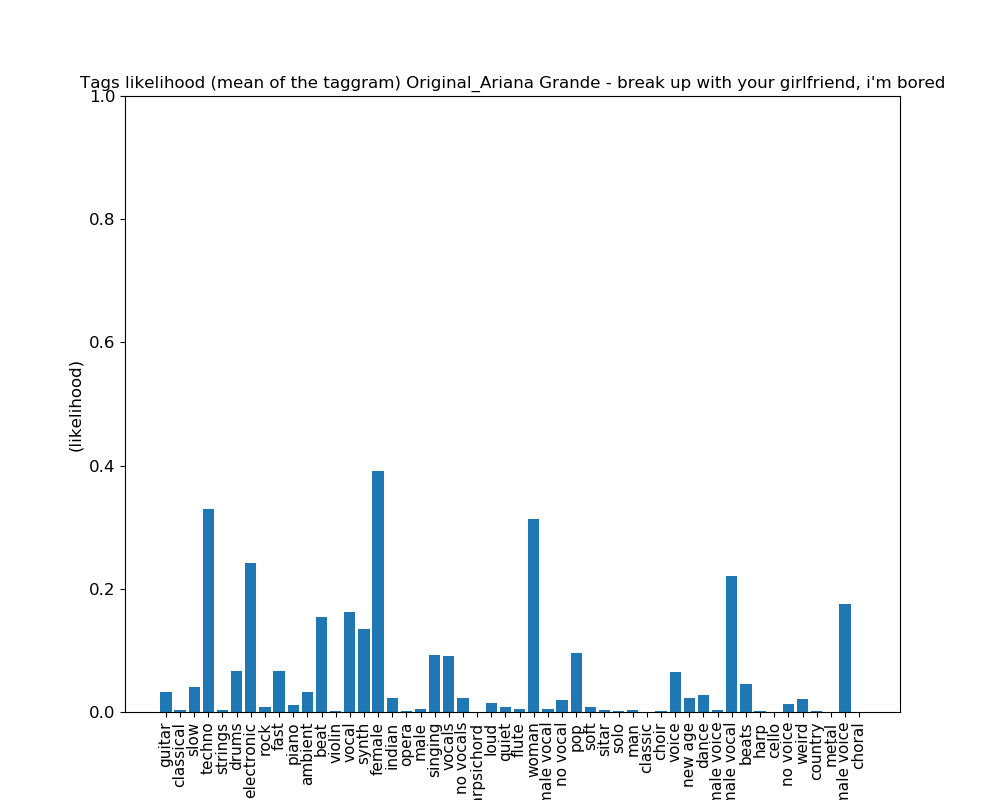 Tags likelihood (mean of the taggram) Original_Ariana Grande - break up with your girlfriend, i'm bored
1.0
0.8
0.6
0.4
0.2
0.0
(likelihood)
guitar
classical
slow
techno
strings
drums
electronic
rock
fast
piano
ambient
beat
violin
vocal
synth
female
indian
opera
male
singing
vocals
no vocals
arpsichord
loud
quiet
flute
woman
male vocal
no vocal
pop
soft
sitar
solo
man
classic
choir
voice
new age
dance
male voice
male vocal
beats
harp
cello
no voice
weird
country
metal
male voice
choral